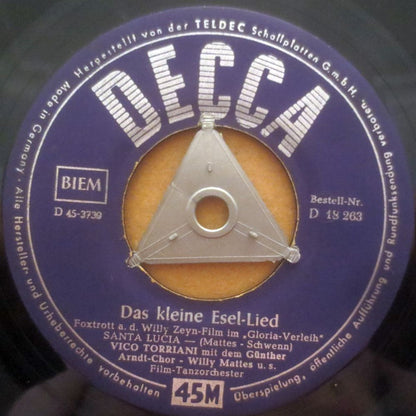 Made in Germany · Alle Hersteller- und Urheberrechte vorbehalten
Hergestellt von der TELDEC Schallplatten G.m.b.H.
Überspielung, öffentliche Aufführung und Rundfunksendung verboten
DECCA
BIEM
D 45-3739
Bestell-Nr.
D 18 263
Das kleine Esel-Lied
Foxtrott a. d. Willy Zeyn-Film im „Gloria-Verleih"
SANTA LUCIA — (Mattes - Schwenn)
VICO TORRIANI mit dem Günther
Arndt-Chor - Willy Mattes u. s.
Film-Tanzorchester
45M